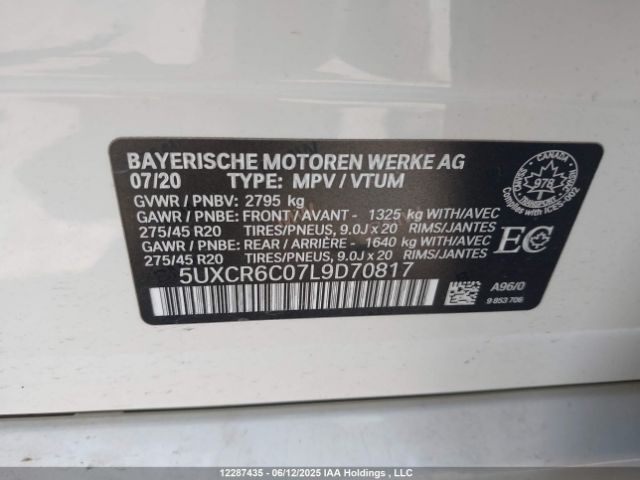 BAYERISCHE MOTOREN WERKE AG
07/20 TYPE: MPV / VTUM
GVWR / PNBV: 2795 kg
GAWR / PNBE: FRONT / AVANT - 1325 kg WITH/AVEC
275/45 R20 TIRES/PNEUS, 9.0J x 20 RIMS/JANTES
GAWR / PNBE: REAR / ARRIÈRE - 1640 kg WITH/AVEC
275/45 R20 TIRES/PNEUS, 9.0J x 20 RIMS/JANTES
5UXCR6C07L9D70817
CANADA
978
TRANSPORT
Complies with ICES-002
EC
A96/0
9 853 706
12287435 - 06/12/2025 IAA Holdings , LLC